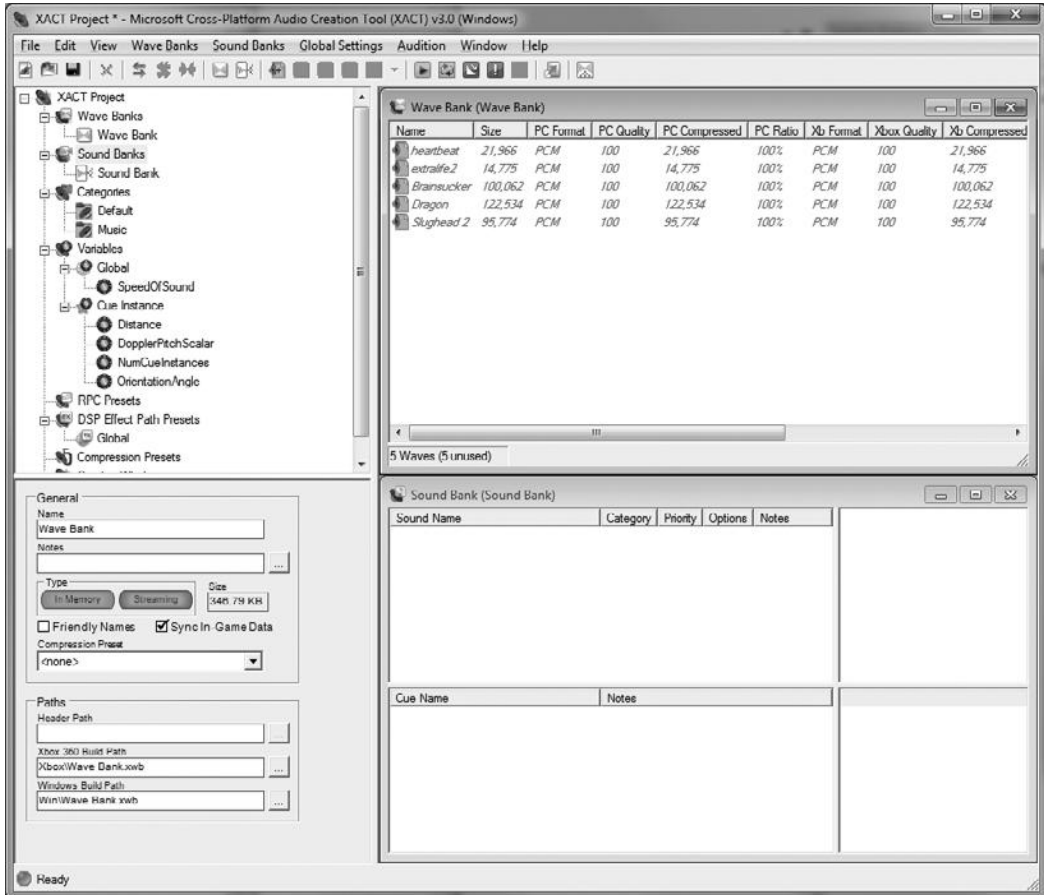 XACT Project * - Microsoft Cross-Platform Audio Creation Tool (XACT) v3.0 (Windows)
File Edit View Wave Banks Sound Banks Global Settings Audition Window Help
XACT Project
Wave Banks
Wave Bank
Sound Banks
Sound Bank
Categories
Default
Music
Variables
Global
SpeedOfSound
Cue Instance
Distance
DopplerPitchScalar
NumCueInstances
OrientationAngle
RPC Presets
DSP Effect Path Presets
Global
Compression Presets
General
Name
Wave Bank
Notes
...
Type
In Memory Streaming
Size
346.79 KB
Friendly Names Sync In-Game Data
Compression Preset
<none>
Paths
Header Path
...
Xbox 360 Build Path
Xbox\Wave Bank.xwb ...
Windows Build Path
Win\Wave Bank.xwb ...
Wave Bank (Wave Bank)
Name Size PC Format PC Quality PC Compressed PC Ratio Xb Format Xbox Quality Xb Compressed
heartbeat 21,966 PCM 100 21,966 100% PCM 100 21,966
extralife2 14,775 PCM 100 14,775 100% PCM 100 14,775
Brainsucker 100,062 PCM 100 100,062 100% PCM 100 100,062
Dragon 122,534 PCM 100 122,534 100% PCM 100 122,534
Slughead 2 95,774 PCM 100 95,774 100% PCM 100 95,774
5 Waves (5 unused)
Sound Bank (Sound Bank)
Sound Name Category Priority Options Notes
Cue Name Notes
Ready